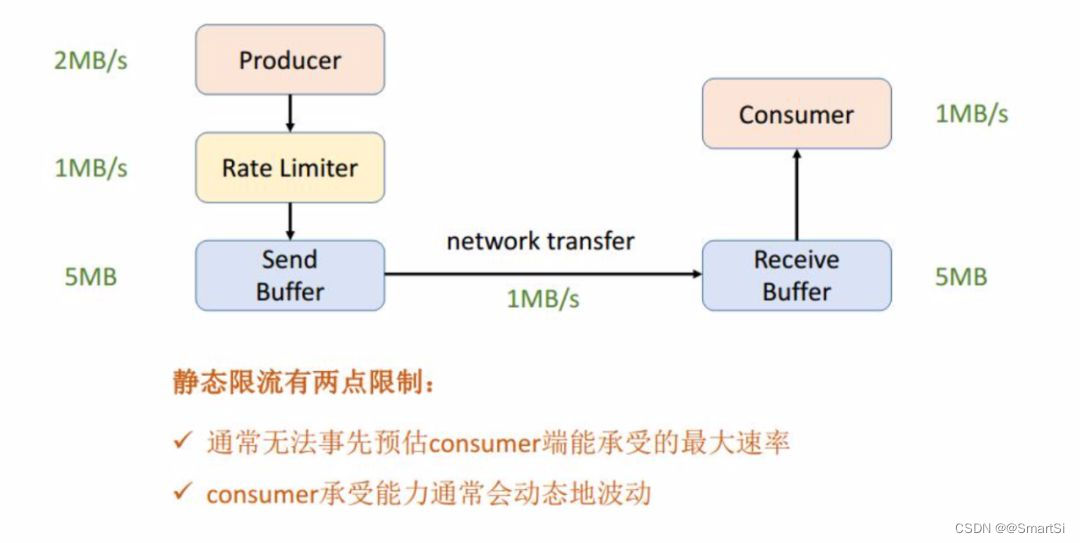 2MB/s
Producer
1MB/s
Rate Limiter
5MB
Send
Buffer
network transfer
1MB/s
Consumer
1MB/s
Receive
Buffer
5MB
静态限流有两点限制：
✓ 通常无法事先预估consumer端能承受的最大速率
✓ consumer承受能力通常会动态地波动
CSDN @@SmartSi